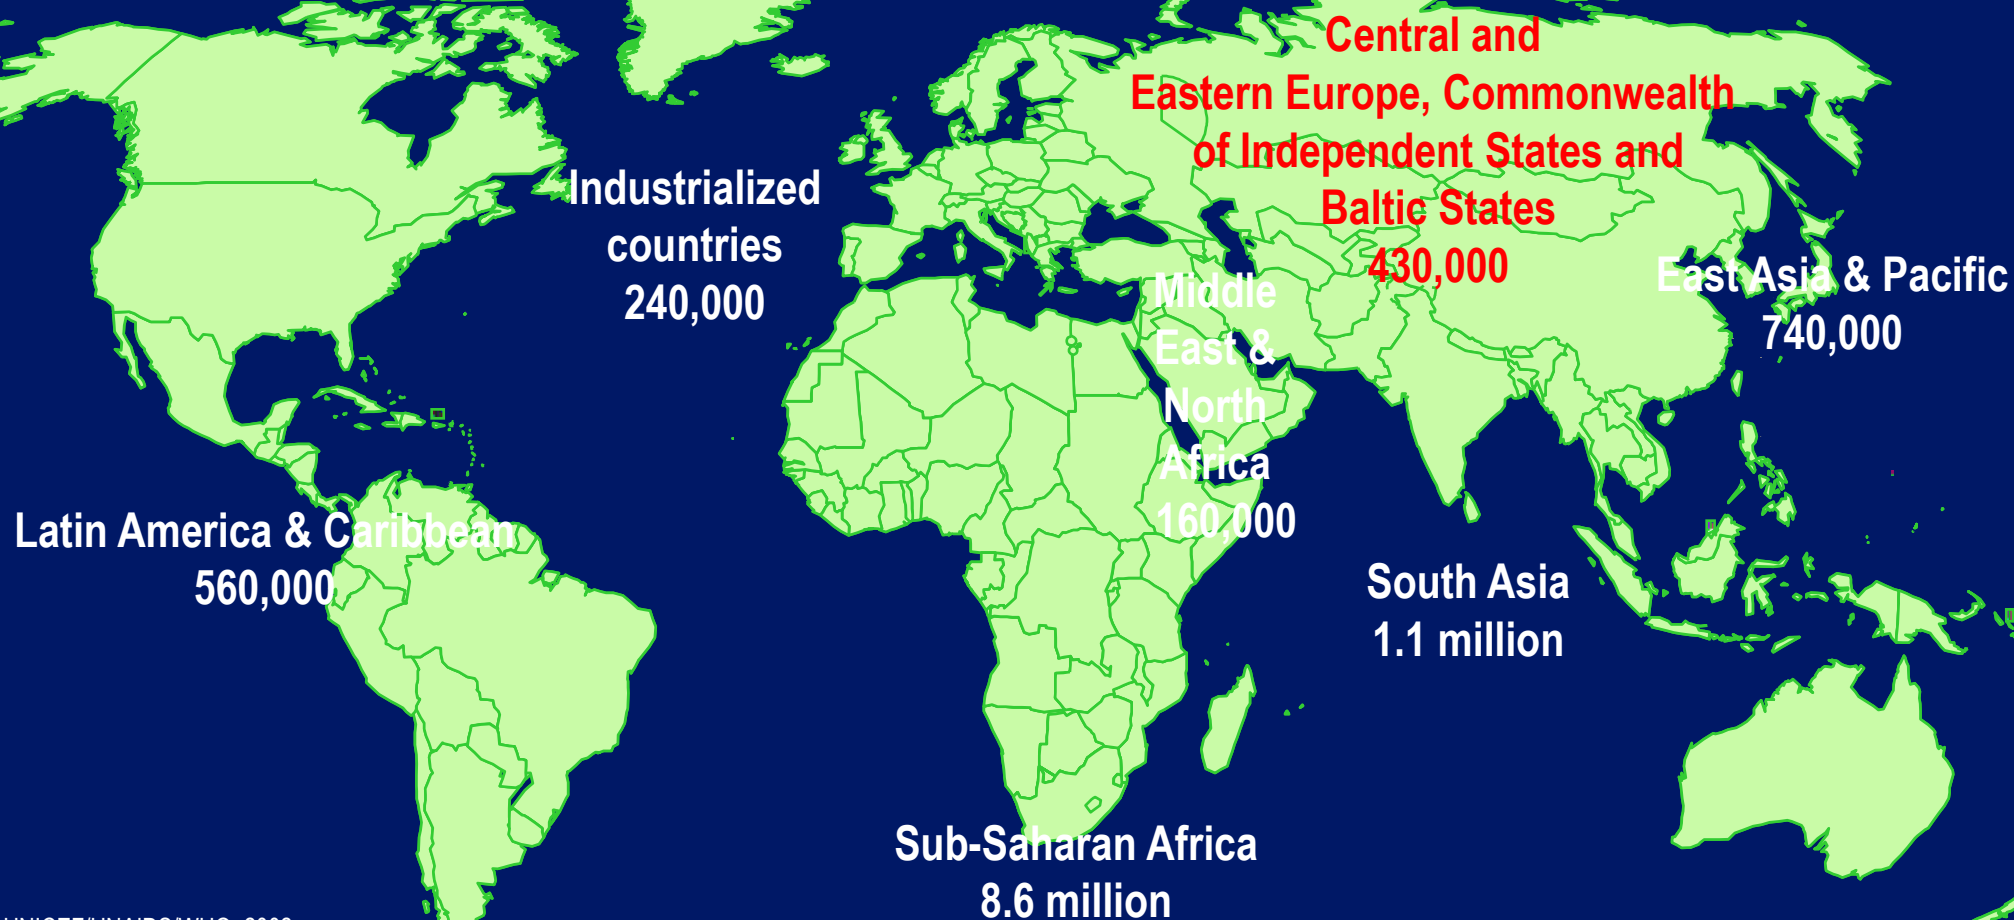 Central and
Eastern Europe, Commonwealth
of Independent States and
Baltic States
430,000
Industrialized
countries
240,000
Middle
East &
North
Africa
160,000
East Asia & Pacific
740,000
Latin America & Caribbean
560,000
South Asia
1.1 million
Sub-Saharan Africa
8.6 million